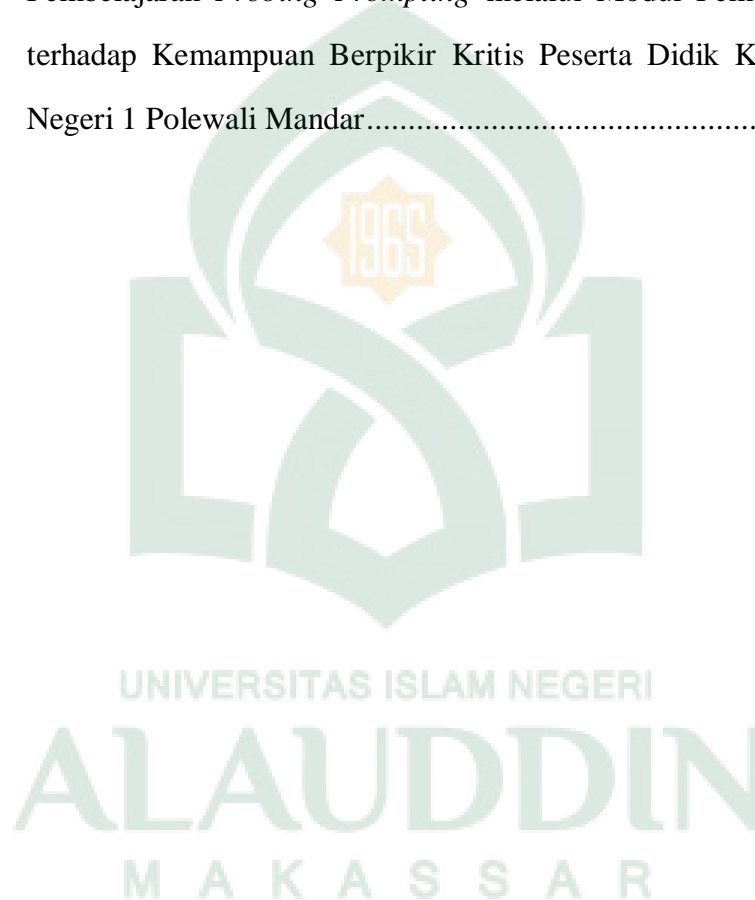 Pembelajaran Probing Prompting melalui Modul Pem
terhadap Kemampuan Berpikir Kritis Peserta Didik K
Negeri 1 Polewali Mandar...............................................
1965
UNIVERSITAS ISLAM NEGERI
ALAUDDIN
MAKASSAR